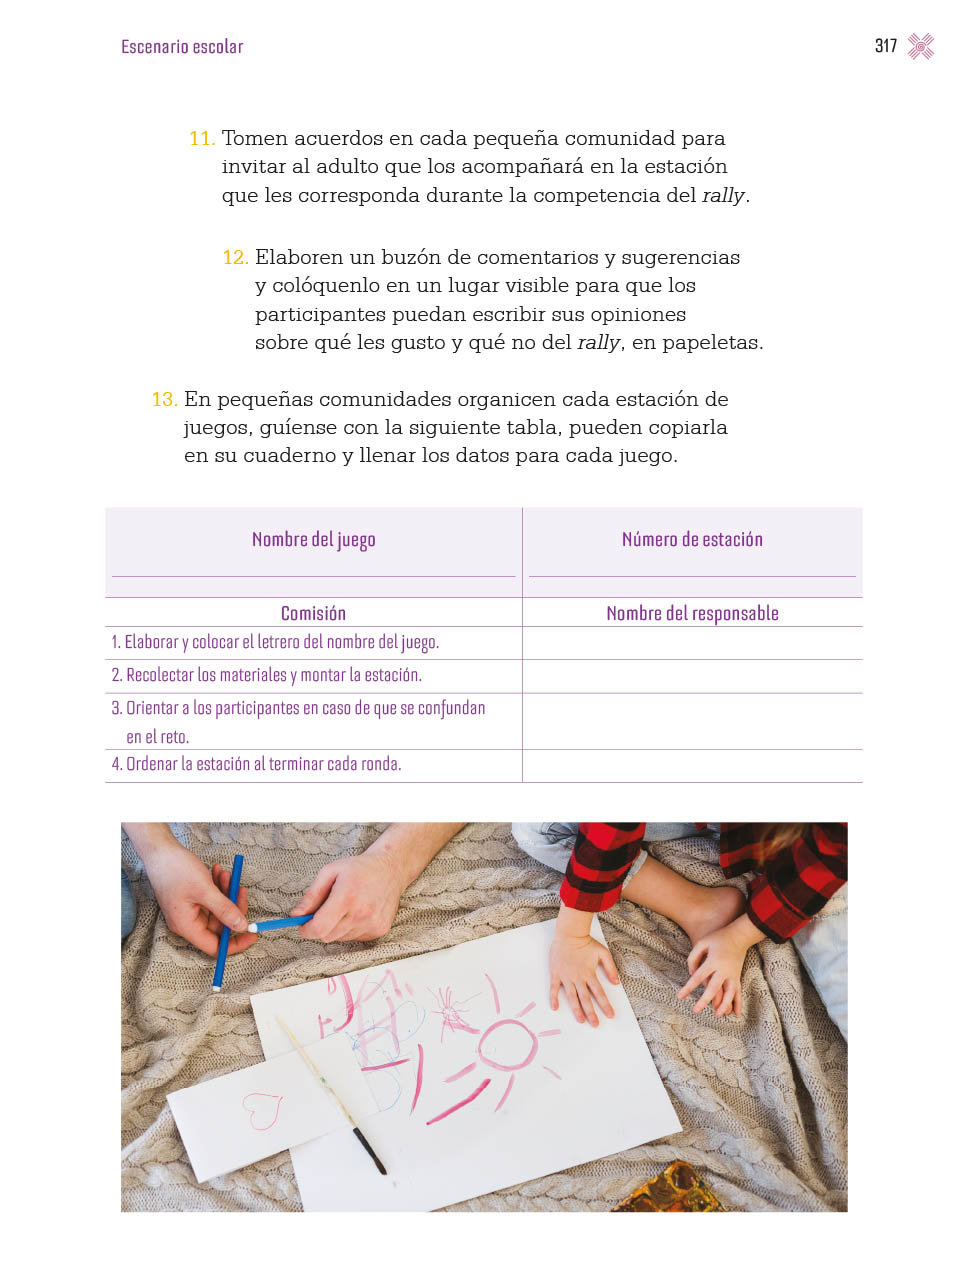 Escenario escolar
317
11. Tomen acuerdos en cada pequeña comunidad para
invitar al adulto que los acompañará en la estación
que les corresponda durante la competencia del rally.
12. Elaboren un buzón de comentarios y sugerencias
y colóquenlo en un lugar visible para que los
participantes puedan escribir sus opiniones
sobre qué les gusto y qué no del rally, en papeletas.
13. En pequeñas comunidades organicen cada estación de
juegos, guíense con la siguiente tabla, pueden copiarla
en su cuaderno y llenar los datos para cada juego.
Nombre del juego
Número de estación
Comisión
Nombre del responsable
1. Elaborar y colocar el letrero del nombre del juego.
2. Recolectar los materiales y montar la estación.
3. Orientar a los participantes en caso de que se confundan
en el reto.
4. Ordenar la estación al terminar cada ronda.